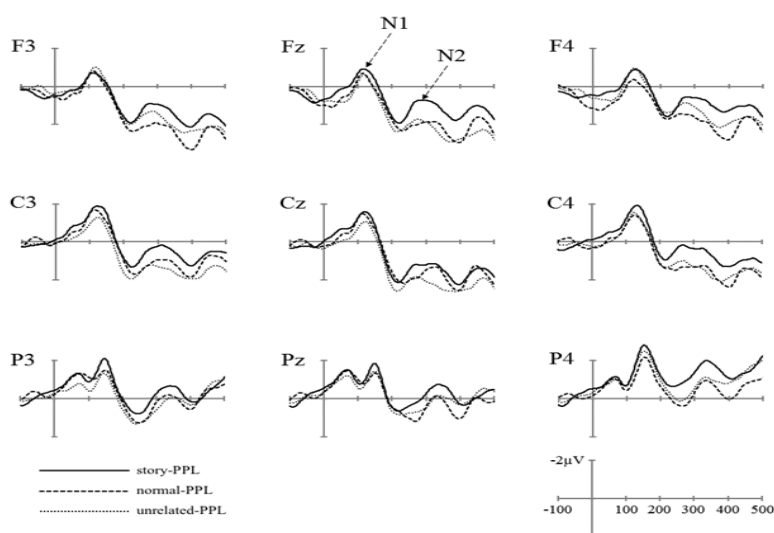 N1
F3 Fz F4
N2
C3 Cz C4
P3 Pz P4
-2μV
story-PPL
normal-PPL
unrelated-PPL
-100 100 200 300 400 500